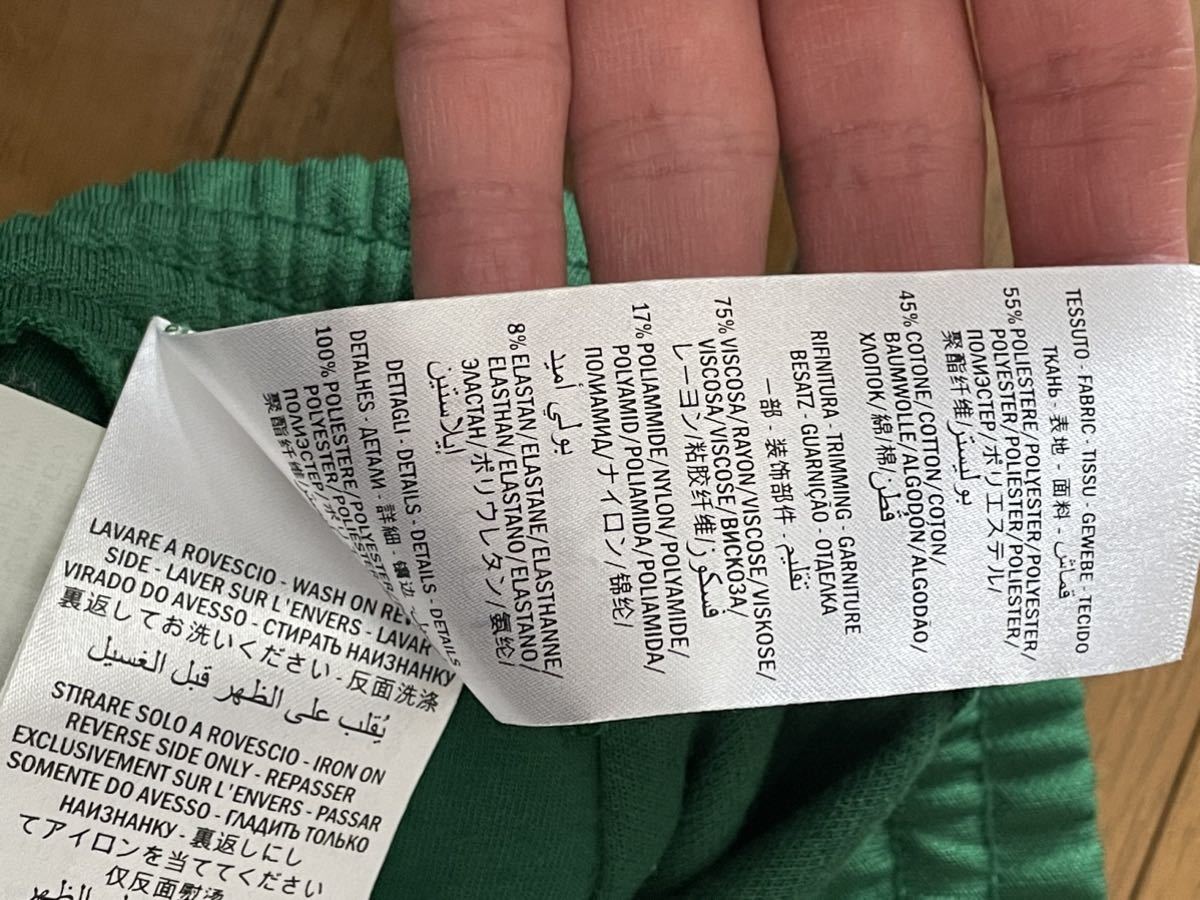 TESSUTO - FABRIC - TISSU - GEWEBE - TECIDO
ТКАНЬ - 表地 - 面料 - قماش
55% POLIESTERE/POLYESTER/POLYESTER/
POLYESTER/POLIESTER/POLIESTER/
ПОЛИЭСТЕР/ポリエステル/
聚酯纤维/بوليستر
45% COTONE/COTTON/COTON/
BAUMWOLLE/ALGODÓN/ALGODÃO/
ХЛОПОК/綿/棉/قطن
RIFINITURA - TRIMMING - GARNITURE
BESATZ - GUARNIÇÃO - ОТДЕЛКА
一部 - 装饰部件 - تقليم
75% VISCOSA/RAYON/VISCOSE/VISKOSE/
VISCOSA/VISCOSE/ВИСКОЗА/
レーヨン/粘胶纤维/فسكوز
17% POLIAMMIDE/NYLON/POLYAMIDE/
POLYAMID/POLIAMIDA/POLIAMIDA/
ПОЛИАМИД/ナイロン/锦纶/
بولي أميد
8% ELASTAN/ELASTANE/ELASTHANNE/
ELASTHAN/ELASTANO/ELASTANO/
ЭЛАСТАН/ポリウレタン/氨纶/
إيلاستين
DETTAGLI - DETAILS - DETAILS - DETAILS
DETALHES - ДЕТАЛИ - 詳細 - 镶边
100% POLIESTERE/POLYESTER/
POLYESTER/POLIESTER/
ПОЛИЭСТЕР/
聚酯纤维/
LAVARE A ROVESCIO - WASH ON
SIDE - LAVER SUR L'ENVERS - LAVAR
VIRADO DO AVESSO - СТИРАТЬ НАИЗНАНКУ
裏返してお洗いください - 反面洗涤
يُقلب على الظهر قبل الغسيل
STIRARE SOLO A ROVESCIO - IRON ON
REVERSE SIDE ONLY - REPASSER
EXCLUSIVEMENT SUR L'ENVERS - PASSAR
SOMENTE DO AVESSO - ГЛАДИТЬ ТОЛЬКО
НАИЗНАНКУ - 裏返しにし
てアイロンを当ててください
仅反面熨烫